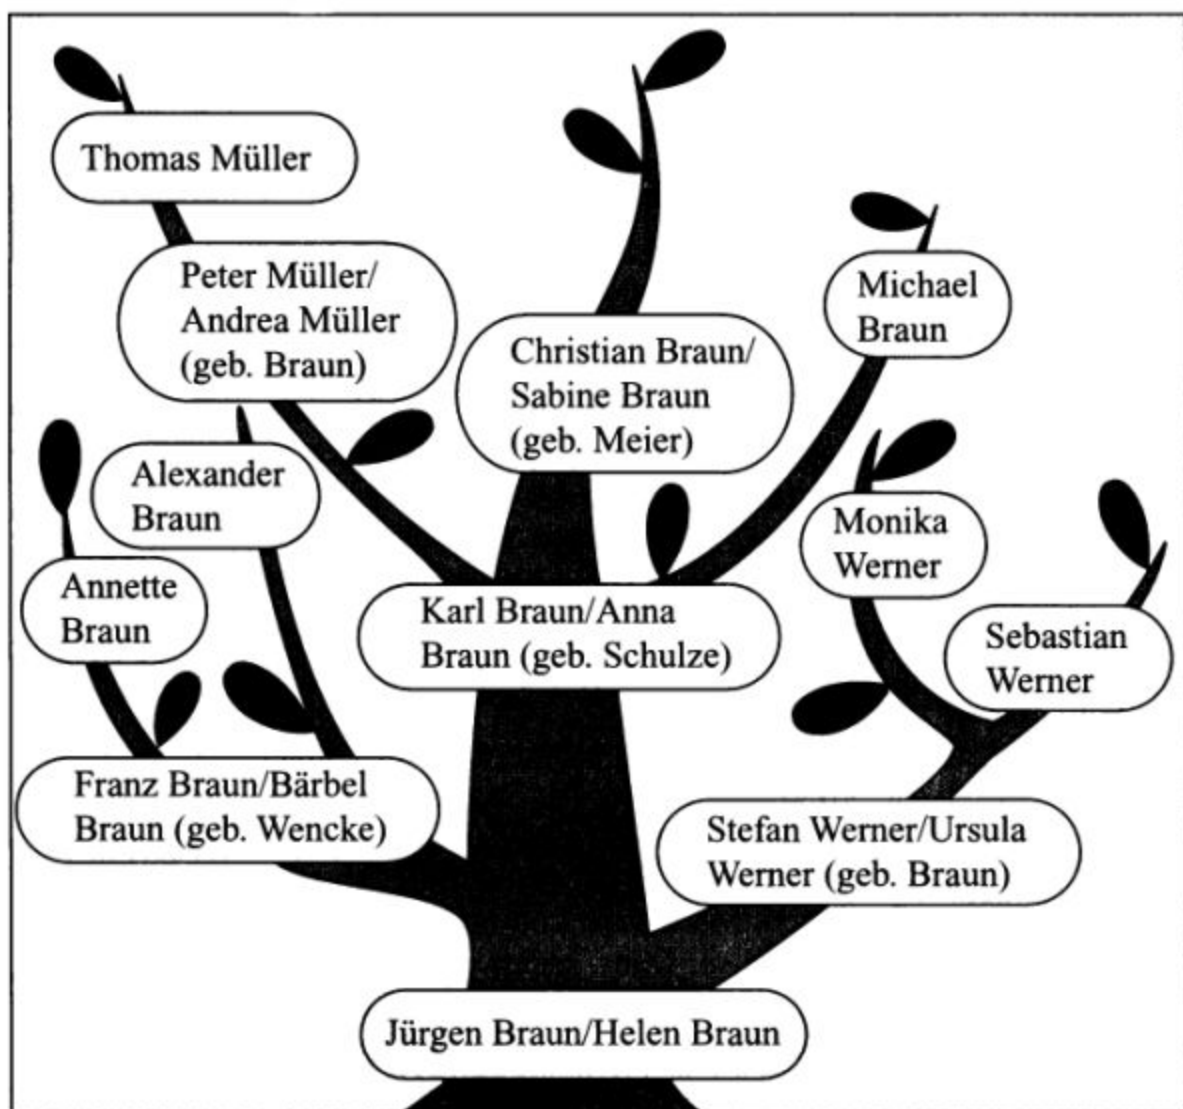 Thomas Müller
Peter Müller/
Andrea Müller
(geb. Braun)
Christian Braun/
Sabine Braun
(geb. Meier)
Michael
Braun
Annette
Braun
Alexander
Braun
Karl Braun/Anna
Braun (geb. Schulze)
Monika
Werner
Sebastian
Werner
Franz Braun/Bärbel
Braun (geb. Wencke)
Stefan Werner/Ursula
Werner (geb. Braun)
Jürgen Braun/Helen Braun